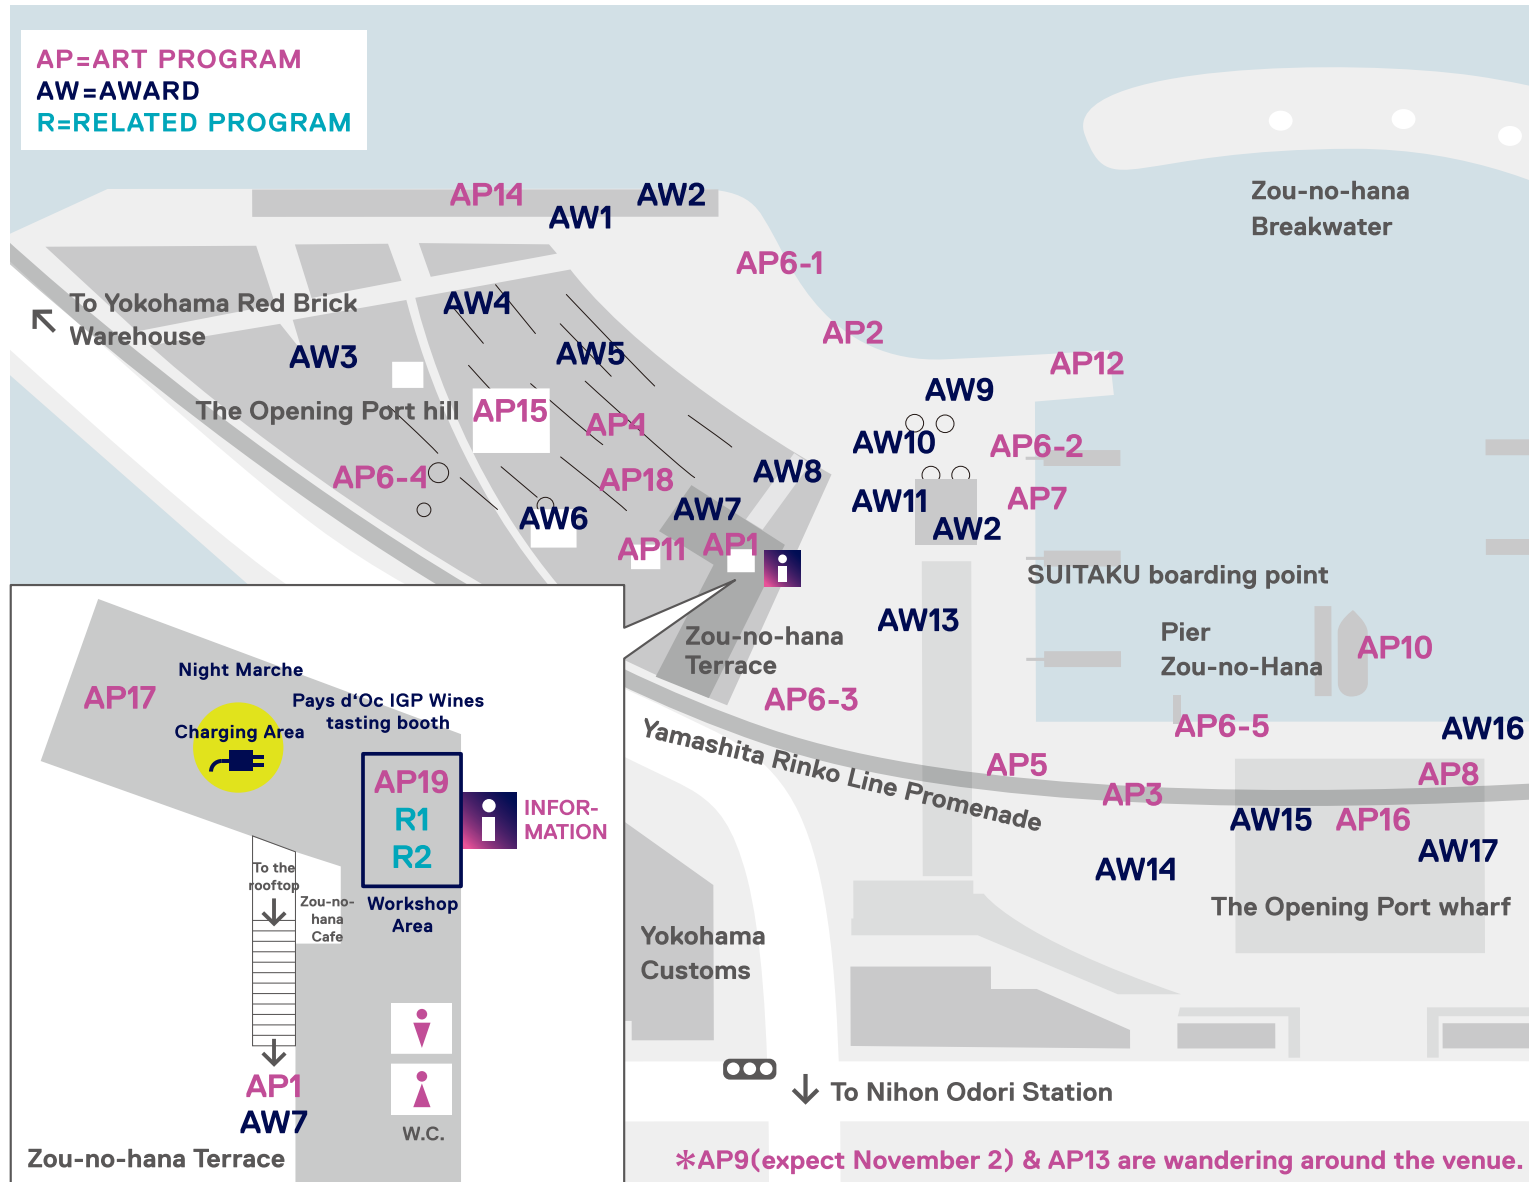 AP=ART PROGRAM
AW=AWARD
R=RELATED PROGRAM
Zou-no-hana
Breakwater
AP14
AW1
AW2
AP6-1
AP2
AP12
To Yokohama Red Brick
Warehouse
AW4
AW3
AW5
AW9
The Opening Port hill
AP15
AP4
AW10
AP6-2
AP6-4
AP18
AW8
AW11
AP7
AW6
AW7
AW2
AP11
AP1
SUITAKU boarding point
AW13
Zou-no-hana
Terrace
Pier
Zou-no-Hana
AP10
AP6-3
AP6-5
AW16
Yamashita Rinko Line Promenade
AP5
AP3
AP8
AW15
AP16
AW17
AW14
The Opening Port wharf
Yokohama
Customs
Night Marche
AP17
Pays d‘Oc IGP Wines
tasting booth
Charging Area
AP19
R1
R2
INFOR-
MATION
To the
rooftop
Zou-no-
hana
Cafe
Workshop
Area
AP1
AW7
W.C.
Zou-no-hana Terrace
To Nihon Odori Station
*AP9(expect November 2) & AP13 are wandering around the venue.